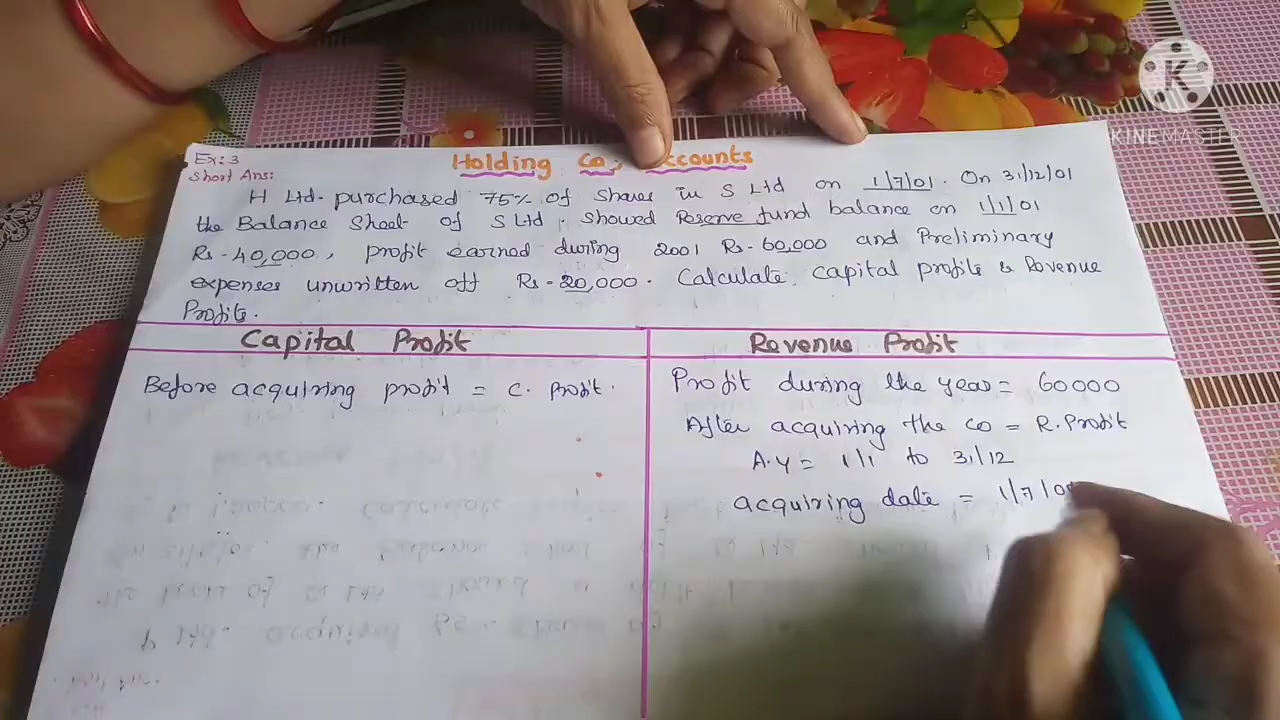 Ex: 3
Short Ans:
Holding Co; Accounts
H Ltd. purchased 75% of Shares in S Ltd on 1/7/01. On 31/12/01
the Balance Sheet of S Ltd. Showed Reserve fund balance on 1/1/01
Rs-40,000, profit earned during 2001 Rs-60,000 and Preliminary
expenses unwritten off Rs-20,000. Calculate capital profits & Revenue
Profits.
Capital Profit
Revenue Profit
Before acquiring profit = C. Profit.
Profit during the year = 60000
After acquiring the co = R. Profit
A.Y = 1/1 to 31/12
acquiring date = 1/7/01
KINEMASTER